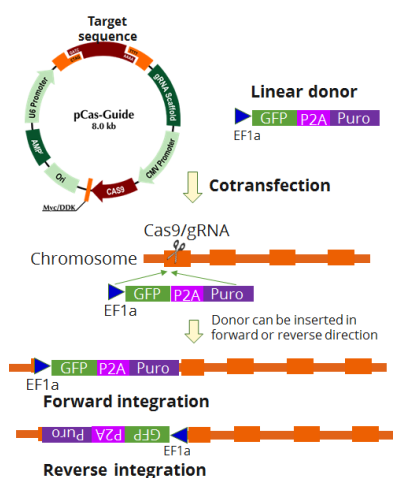 Target
sequence
gRNA Scaffold
U6 Promoter
pCas-Guide
8.0 kb
AMPr
CMV Promoter
Ori
CAS9
Myc/DDK
Linear donor
GFP P2A Puro
EF1a
Cotransfection
Cas9/gRNA
Chromosome
GFP P2A Puro
EF1a
Donor can be inserted in
forward or reverse direction
GFP P2A Puro
EF1a
Forward integration
Puro P2A GFP
EF1a
Reverse integration